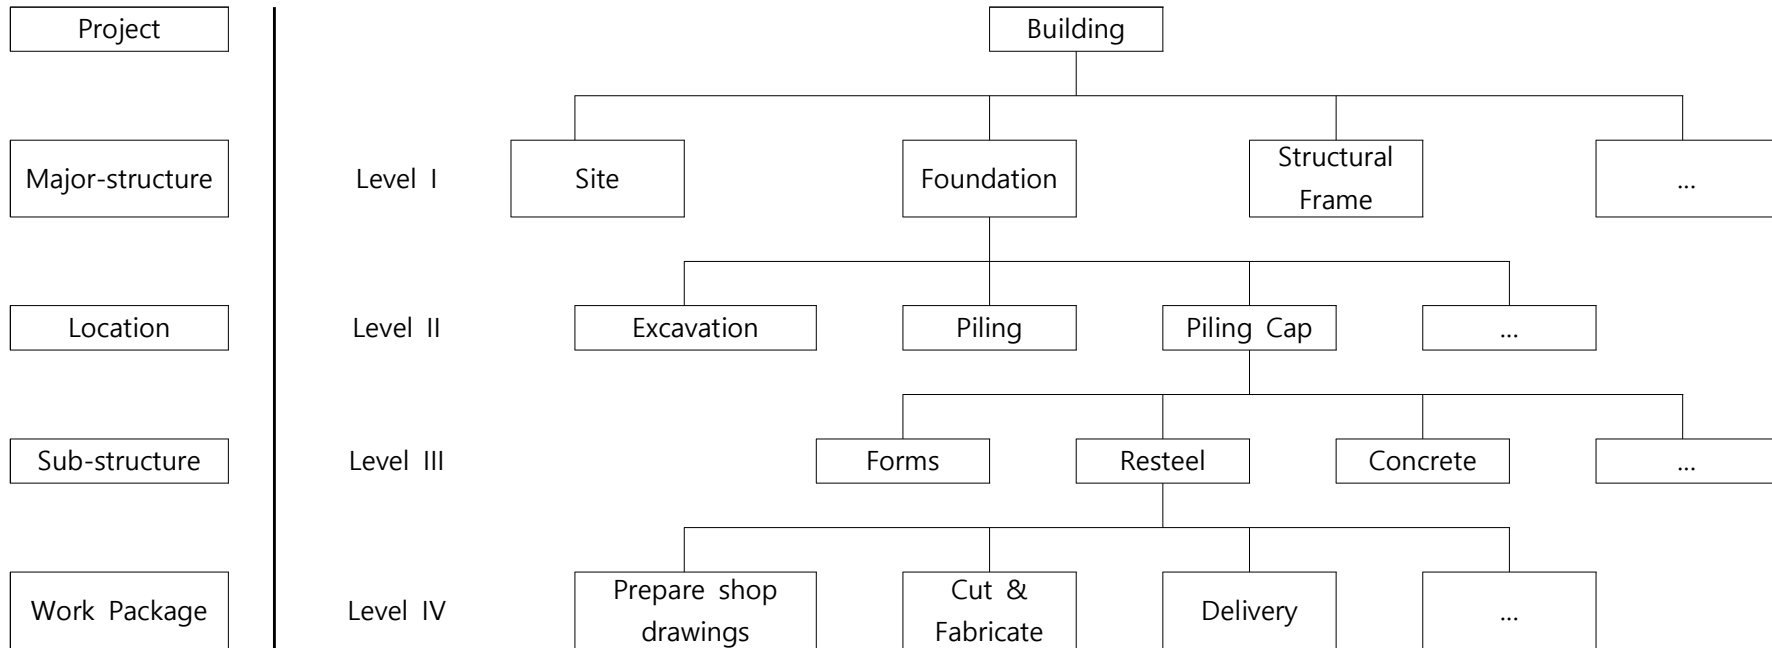 Project
Building
Major-structure
Level I
Site
Foundation
Structural
Frame
...
Location
Level II
Excavation
Piling
Piling Cap
...
Sub-structure
Level III
Forms
Resteel
Concrete
...
Work Package
Level IV
Prepare shop
drawings
Cut &
Fabricate
Delivery
...